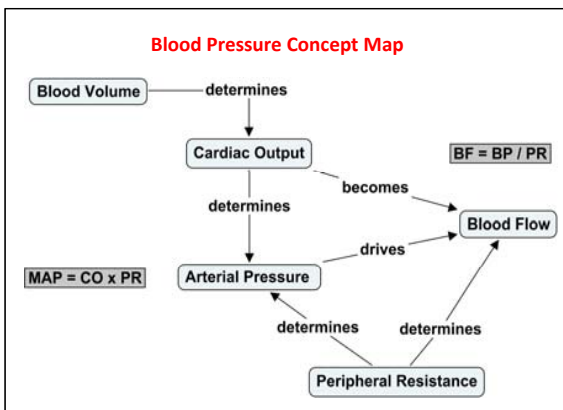 Blood Pressure Concept Map
Blood Volume
determines
Cardiac Output
BF = BP / PR
becomes
determines
Blood Flow
drives
MAP = CO x PR
Arterial Pressure
determines
determines
Peripheral Resistance